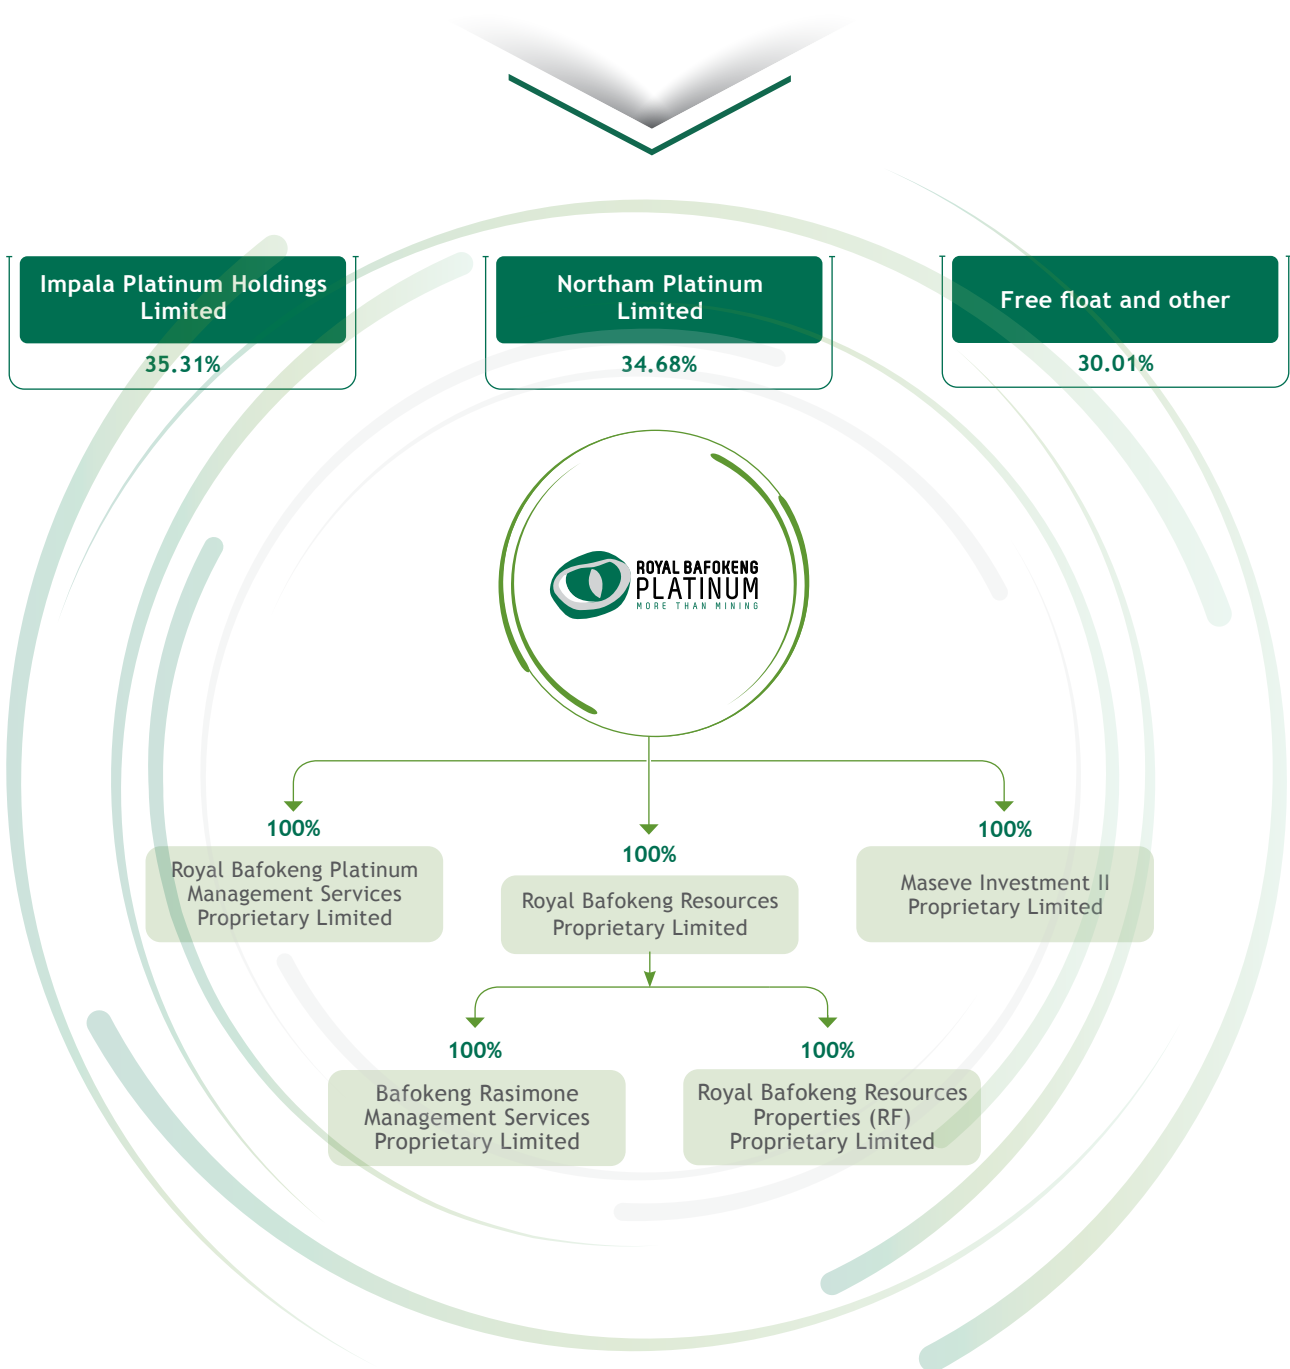 Impala Platinum Holdings
Limited
35.31%
Northam Platinum
Limited
34.68%
Free float and other
30.01%
ROYAL BAFOKENG
PLATINUM
MORE THAN MINING
100%
Royal Bafokeng Platinum
Management Services
Proprietary Limited
100%
Royal Bafokeng Resources
Proprietary Limited
100%
Maseve Investment II
Proprietary Limited
100%
Bafokeng Rasimone
Management Services
Proprietary Limited
100%
Royal Bafokeng Resources
Properties (RF)
Proprietary Limited